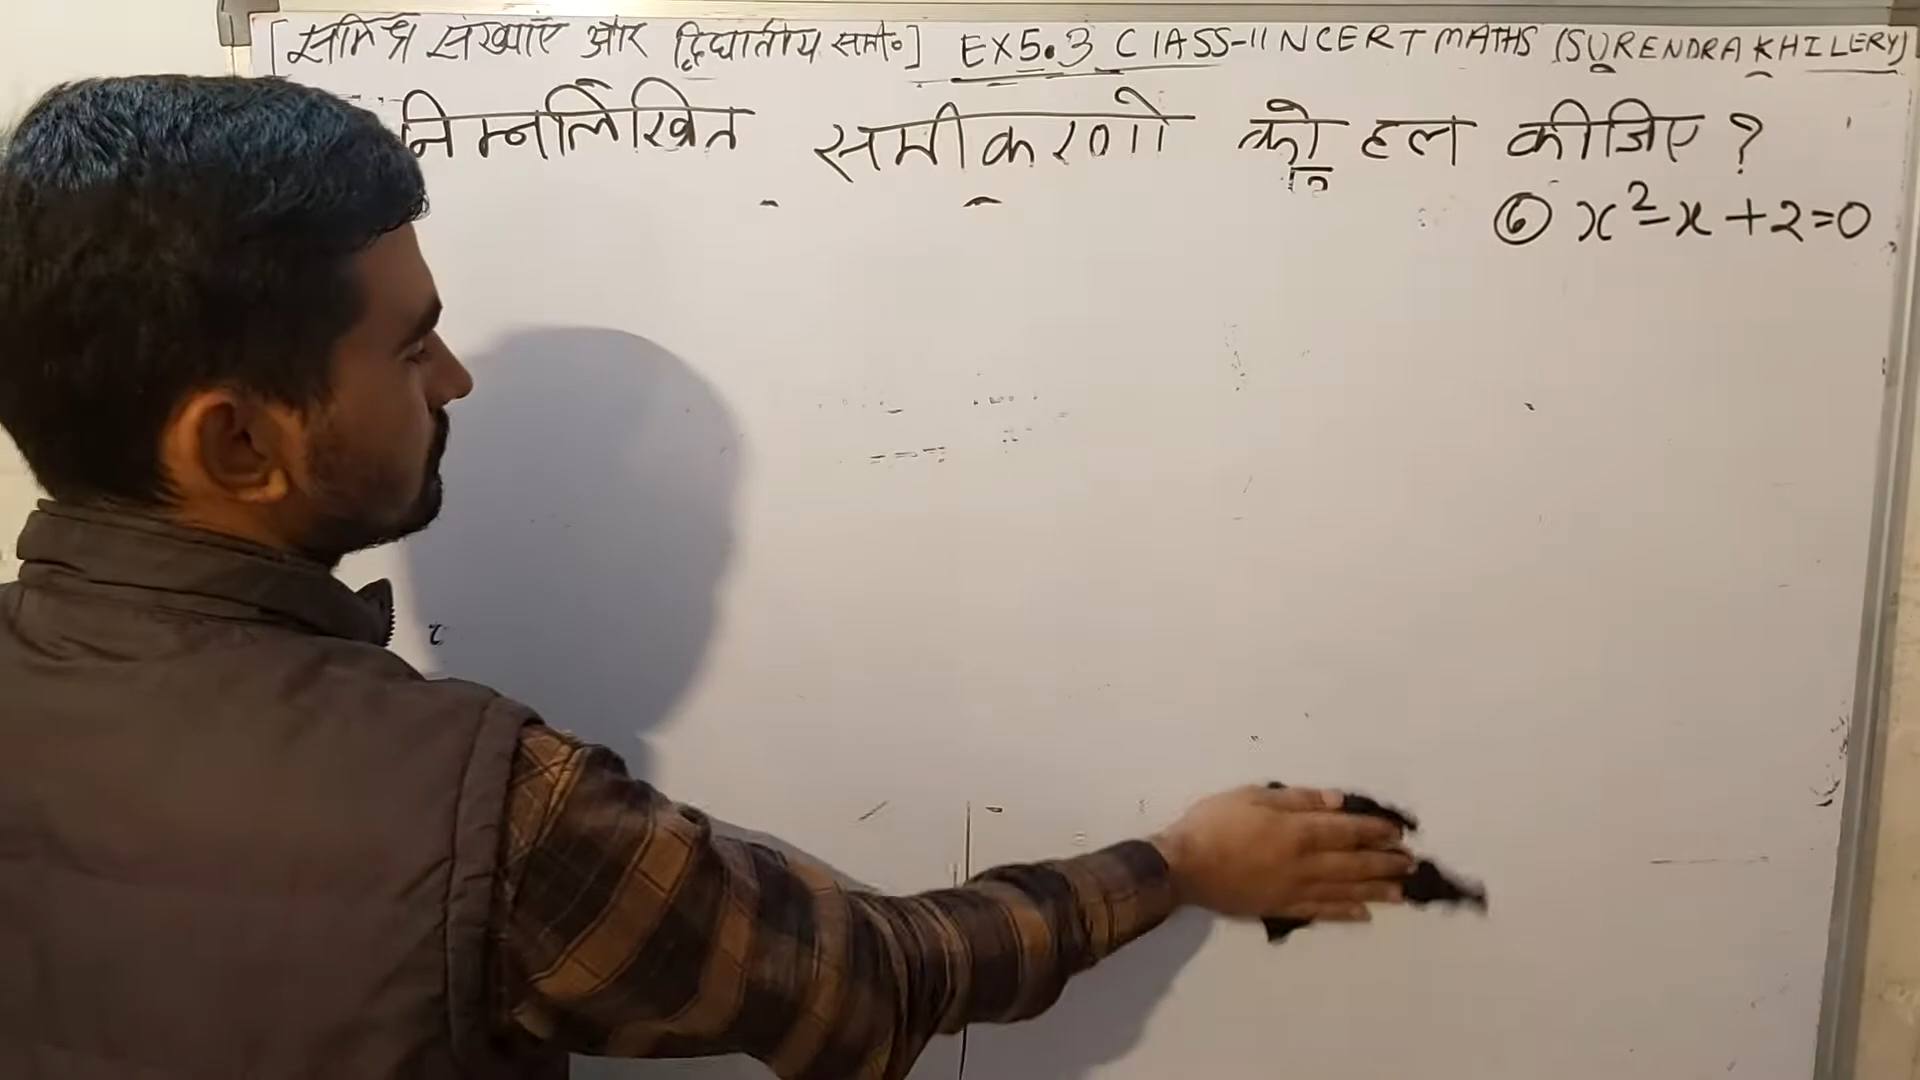 [सम्मिश्र संख्याएँ और द्विघातीय समी०] EX5.3 CLASS-11 NCERT MATHS (SURENDRA KHILERY)
निम्नलिखित समीकरणो को हल कीजिए ?
⑥ x²-x+2=0